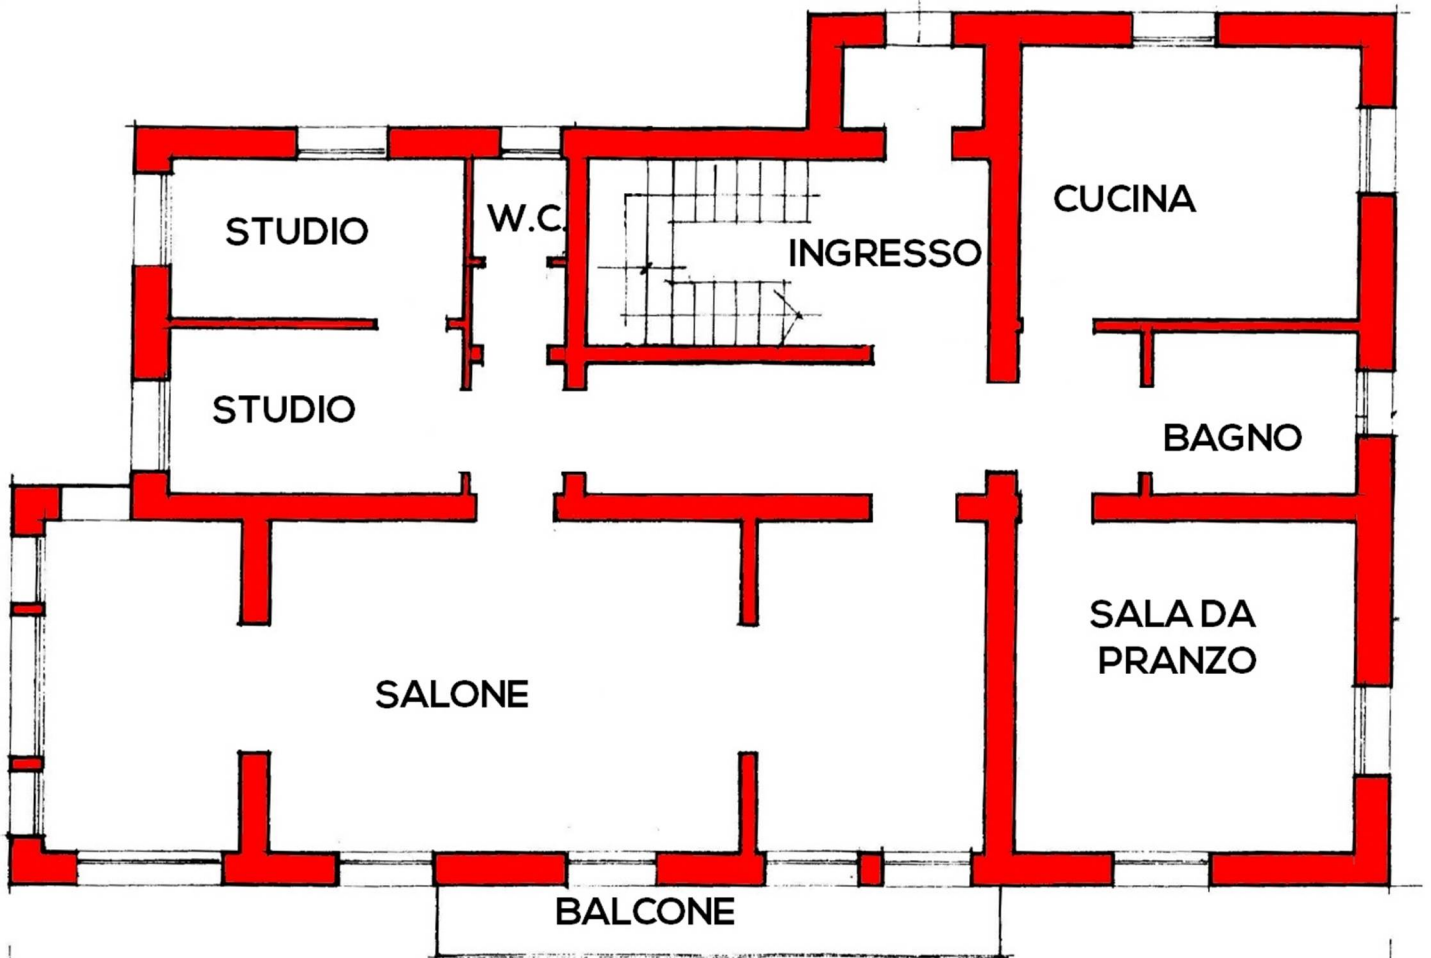 CUCINA
STUDIO
W.C.
INGRESSO
STUDIO
BAGNO
SALA DA
PRANZO
SALONE
BALCONE